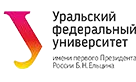 Уральский
федеральный
университет
имени первого Президента
России Б.Н.Ельцина